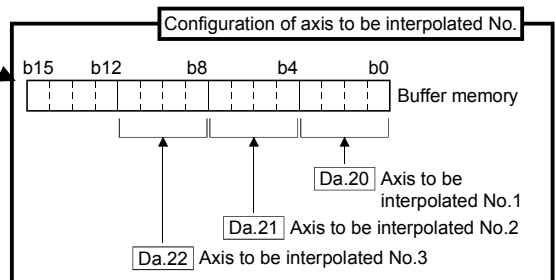 Configuration of axis to be interpolated No.
b15 b12 b8 b4 b0
Buffer memory
Da.20 Axis to be
interpolated No.1
Da.21 Axis to be interpolated No.2
Da.22 Axis to be interpolated No.3